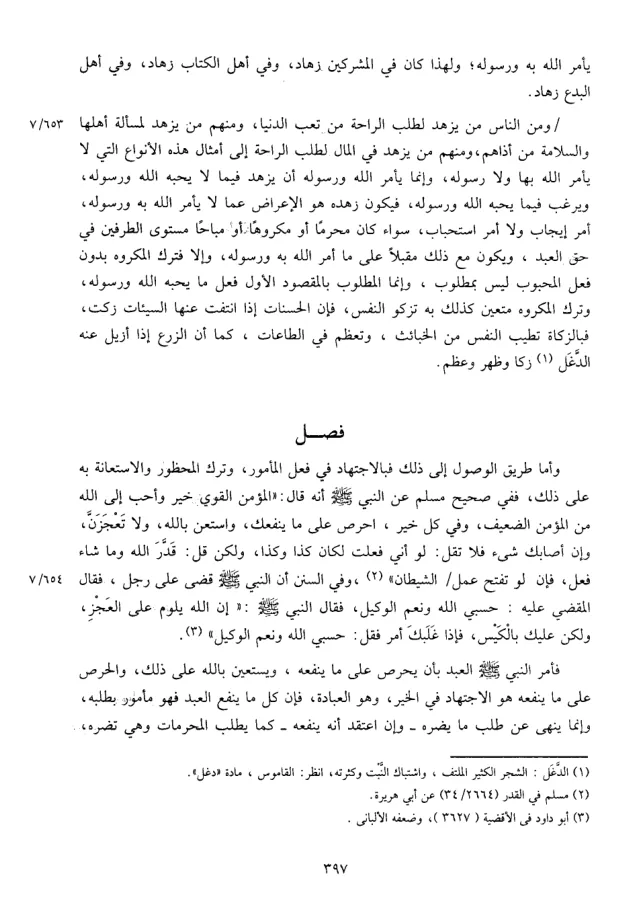 يأمر الله به ورسوله؛ ولهذا كان في المشركين زهاد، وفي أهل الكتاب زهاد، وفي أهل
البدع زهاد.
/ ومن الناس من يزهد لطلب الراحة من تعب الدنيا، ومنهم من يزهد لمسألة أهلها ٧/٦٥٣
والسلامة من أذاهم، ومنهم من يزهد في المال لطلب الراحة إلى أمثال هذه الأنواع التي لا
يأمر الله بها ولا رسوله، وإنما يأمر الله ورسوله أن يزهد فيما لا يحبه الله ورسوله،
ويرغب فيما يحبه الله ورسوله، فيكون زهده هو الإعراض عما لا يأمر الله به ورسوله،
أمر إيجاب ولا أمر استحباب، سواء كان محرمًا أو مكروهًا أو مباحًا مستوى الطرفين في
حق العبد ، ويكون مع ذلك مقبلاً على ما أمر الله به ورسوله، وإلا فترك المكروه بدون
فعل المحبوب ليس بمطلوب ، وإنما المطلوب بالمقصود الأول فعل ما يحبه الله ورسوله،
وترك المكروه متعين كذلك به تزكو النفس، فإن الحسنات إذا انتفت عنها السيئات زكت،
فبالزكاة تطيب النفس من الخبائث ، وتعظم في الطاعات ، كما أن الزرع إذا أزيل عنه
الدَّغَل (١) زكا وظهر وعظم.
فصـــل
وأما طريق الوصول إلى ذلك فبالاجتهاد في فعل المأمور، وترك المحظور والاستعانة به
على ذلك، ففي صحيح مسلم عن النبي ﷺ أنه قال: «المؤمن القوي خير وأحب إلى الله
من المؤمن الضعيف، وفي كل خير ، احرص على ما ينفعك، واستعن بالله، ولا تَعْجَزَنَّ،
وإن أصابك شىء فلا تقل: لو أني فعلت لكان كذا وكذا، ولكن قل: قَدَّرَ الله وما شاء
فعل، فإن لو تفتح عمل/ الشيطان» (٢) ، وفي السنن أن النبي ﷺ قضى على رجل ، فقال ٧/٦٥٤
المقضي عليه : حسبي الله ونعم الوكيل، فقال النبي ﷺ : « إن الله يلوم على العَجْزِ،
ولكن عليك بالْكَيْس، فإذا غَلَبكَ أمر فقل: حسبي الله ونعم الوكيل» (٣).
فأمر النبي ﷺ العبد بأن يحرص على ما ينفعه ، ويستعين بالله على ذلك، والحرص
على ما ينفعه هو الاجتهاد في الخير، وهو العبادة، فإن كل ما ينفع العبد فهو مأمور بطلبه،
وإنما ينهى عن طلب ما يضره ـ وإن اعتقد أنه ينفعه ـ كما يطلب المحرمات وهي تضره،
(١) الدَّغَل : الشجر الكثير الملتف ، واشتباك النَّبْت وكثرته، انظر: القاموس ، مادة «دغل».
(٢) مسلم في القدر (٢٦٦٤/ ٣٤) عن أبي هريرة.
(٣) أبو داود فى الأقضية ( ٣٦٢٧ )، وضعفه الألبانى .
٣٩٧